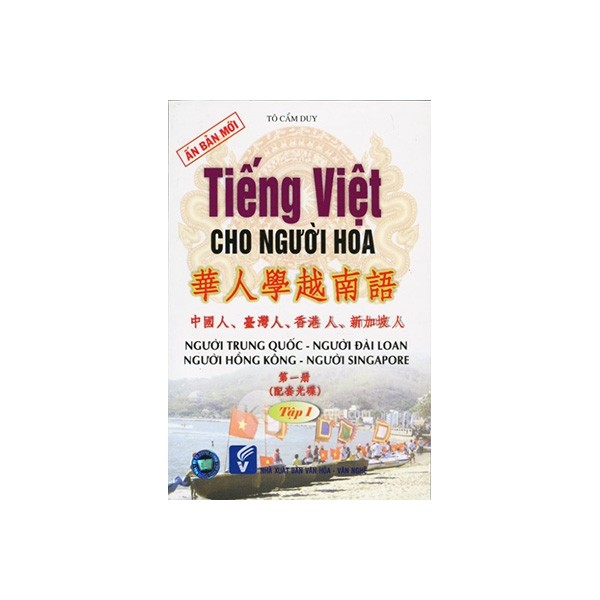 TÔ CẨM DUY
ẤN BẢN MỚI
Tiếng Việt
CHO NGƯỜI HOA
華人學越南語
中國人、臺灣人、香港人、新加坡人
NGƯỜI TRUNG QUỐC - NGƯỜI ĐÀI LOAN
NGƯỜI HỒNG KÔNG - NGƯỜI SINGAPORE
第一册
(配套光碟)
Tập 1
NHÀ XUẤT BẢN VĂN HÓA - VĂN NGHỆ